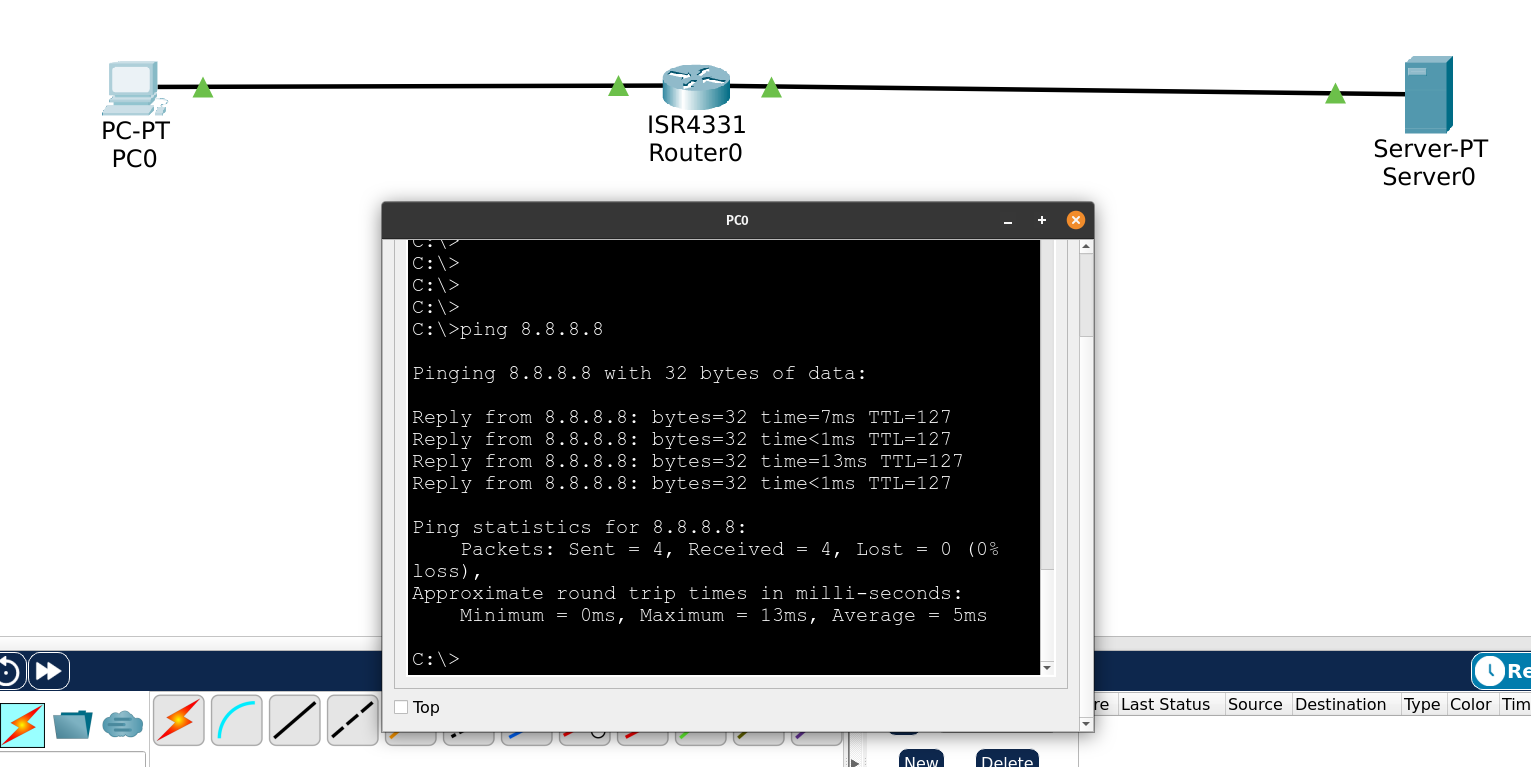 PC-PT
PC0
ISR4331
Router0
Server-PT
Server0
PC0
C:\>
C:\>
C:\>
C:\>
C:\>ping 8.8.8.8
Pinging 8.8.8.8 with 32 bytes of data:
Reply from 8.8.8.8: bytes=32 time=7ms TTL=127
Reply from 8.8.8.8: bytes=32 time<1ms TTL=127
Reply from 8.8.8.8: bytes=32 time=13ms TTL=127
Reply from 8.8.8.8: bytes=32 time<1ms TTL=127
Ping statistics for 8.8.8.8:
    Packets: Sent = 4, Received = 4, Lost = 0 (0%
loss),
Approximate round trip times in milli-seconds:
    Minimum = 0ms, Maximum = 13ms, Average = 5ms
C:\>
Top
Re
re Last Status Source Destination Type Color Tim
New Delete